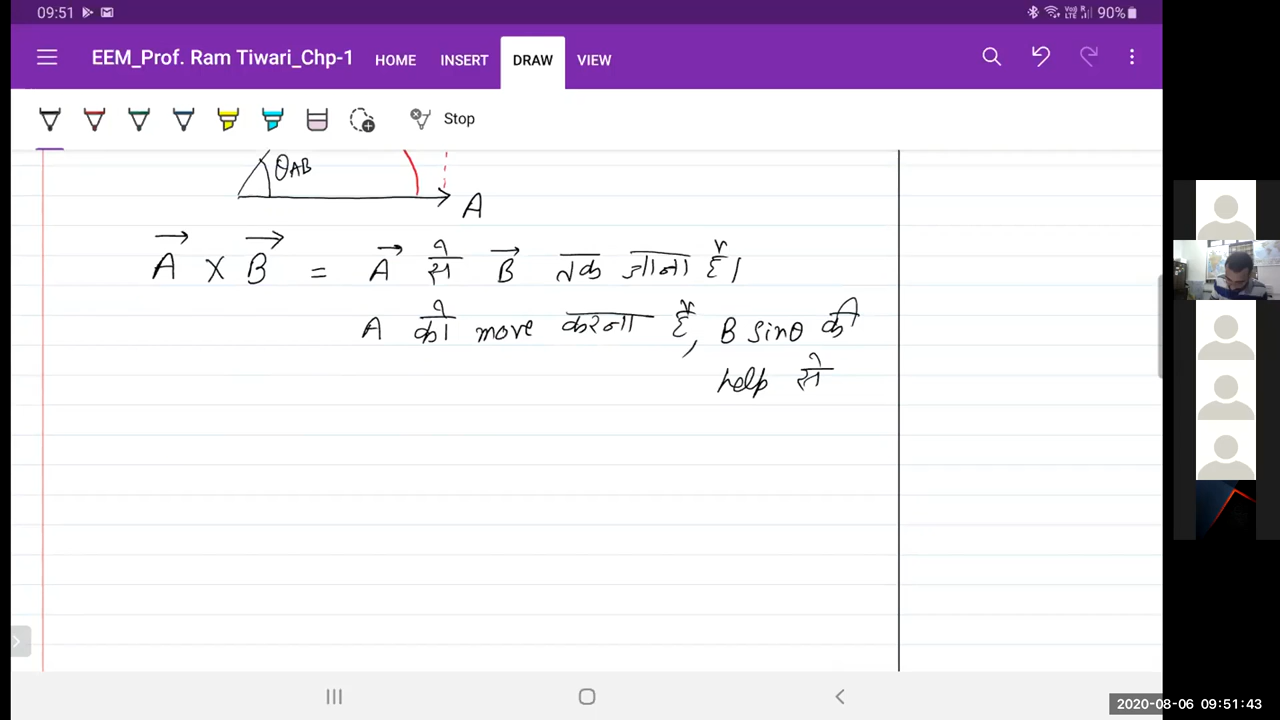 09:51 90%
EEM_Prof. Ram Tiwari_Chp-1 HOME INSERT DRAW VIEW
Stop
θAB
A
A⃗ X B⃗ = A⃗ से B⃗ तक जाना है।
A को move करना है, B sinθ की
help से
2020-08-06 09:51:43